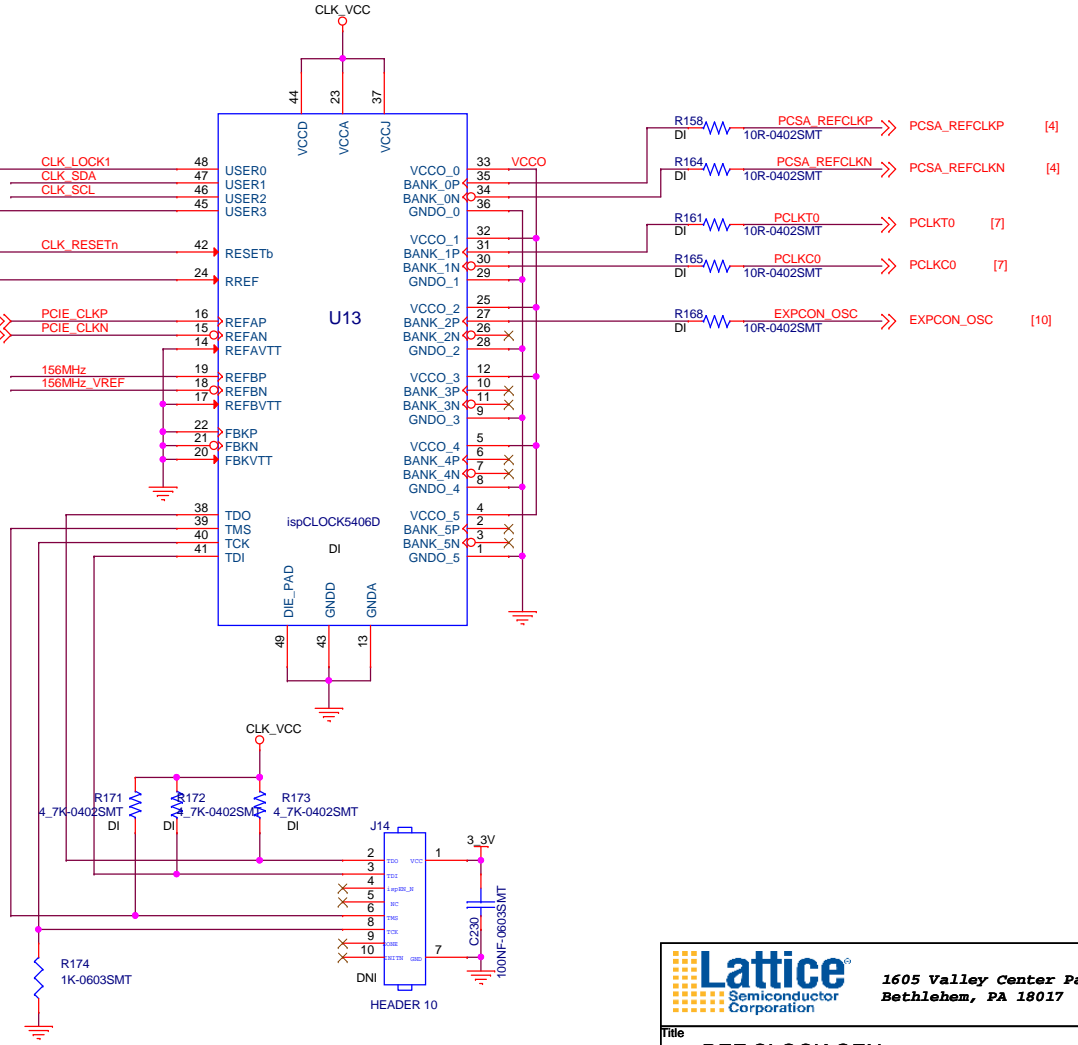 CLK_VCC
44
23
37
VCCD
VCCA
VCCJ
CLK_LOCK1 48 USER0
CLK_SDA 47 USER1
CLK_SCL 46 USER2
45 USER3
CLK_RESETn 42 RESETb
24 RREF
PCIE_CLKP 16 REFAP
PCIE_CLKN 15 REFAN
14 REFAVTT
156MHz 19 REFBP
156MHz_VREF 18 REFBN
17 REFBVTT
22 FBKP
21 FBKN
20 FBKVTT
38 TDO
39 TMS
40 TCK
41 TDI
U13
ispCLOCK5406D
DI
VCCO_0 33 VCCO
BANK_0P 35
BANK_0N 34
GNDO_0 36
VCCO_1 32
BANK_1P 31
BANK_1N 30
GNDO_1 29
VCCO_2 25
BANK_2P 27
BANK_2N 26
GNDO_2 28
VCCO_3 12
BANK_3P 10
BANK_3N 11
GNDO_3 9
VCCO_4 5
BANK_4P 6
BANK_4N 7
GNDO_4 8
VCCO_5 4
BANK_5P 2
BANK_5N 3
GNDO_5 1
DIE_PAD
GNDD
GNDA
49
43
13
R158 PCSA_REFCLKP PCSA_REFCLKP [4]
DI 10R-0402SMT
R164 PCSA_REFCLKN PCSA_REFCLKN [4]
DI 10R-0402SMT
R161 PCLKT0 PCLKT0 [7]
DI 10R-0402SMT
R165 PCLKC0 PCLKC0 [7]
DI 10R-0402SMT
R168 EXPCON_OSC EXPCON_OSC [10]
DI 10R-0402SMT
CLK_VCC
R171
4_7K-0402SMT
DI
R172
4_7K-0402SMT
DI
R173
4_7K-0402SMT
DI
J14
2 TDO VCC 1
3 TDI
4 ispEN_N
5 NC
6 TMS
8 TCK
9 DONE
10 INITN GND 7
DNI
HEADER 10
3_3V
C230
100NF-0603SMT
R174
1K-0603SMT
Lattice
Semiconductor
Corporation
1605 Valley Center Pa
Bethlehem, PA 18017
Title